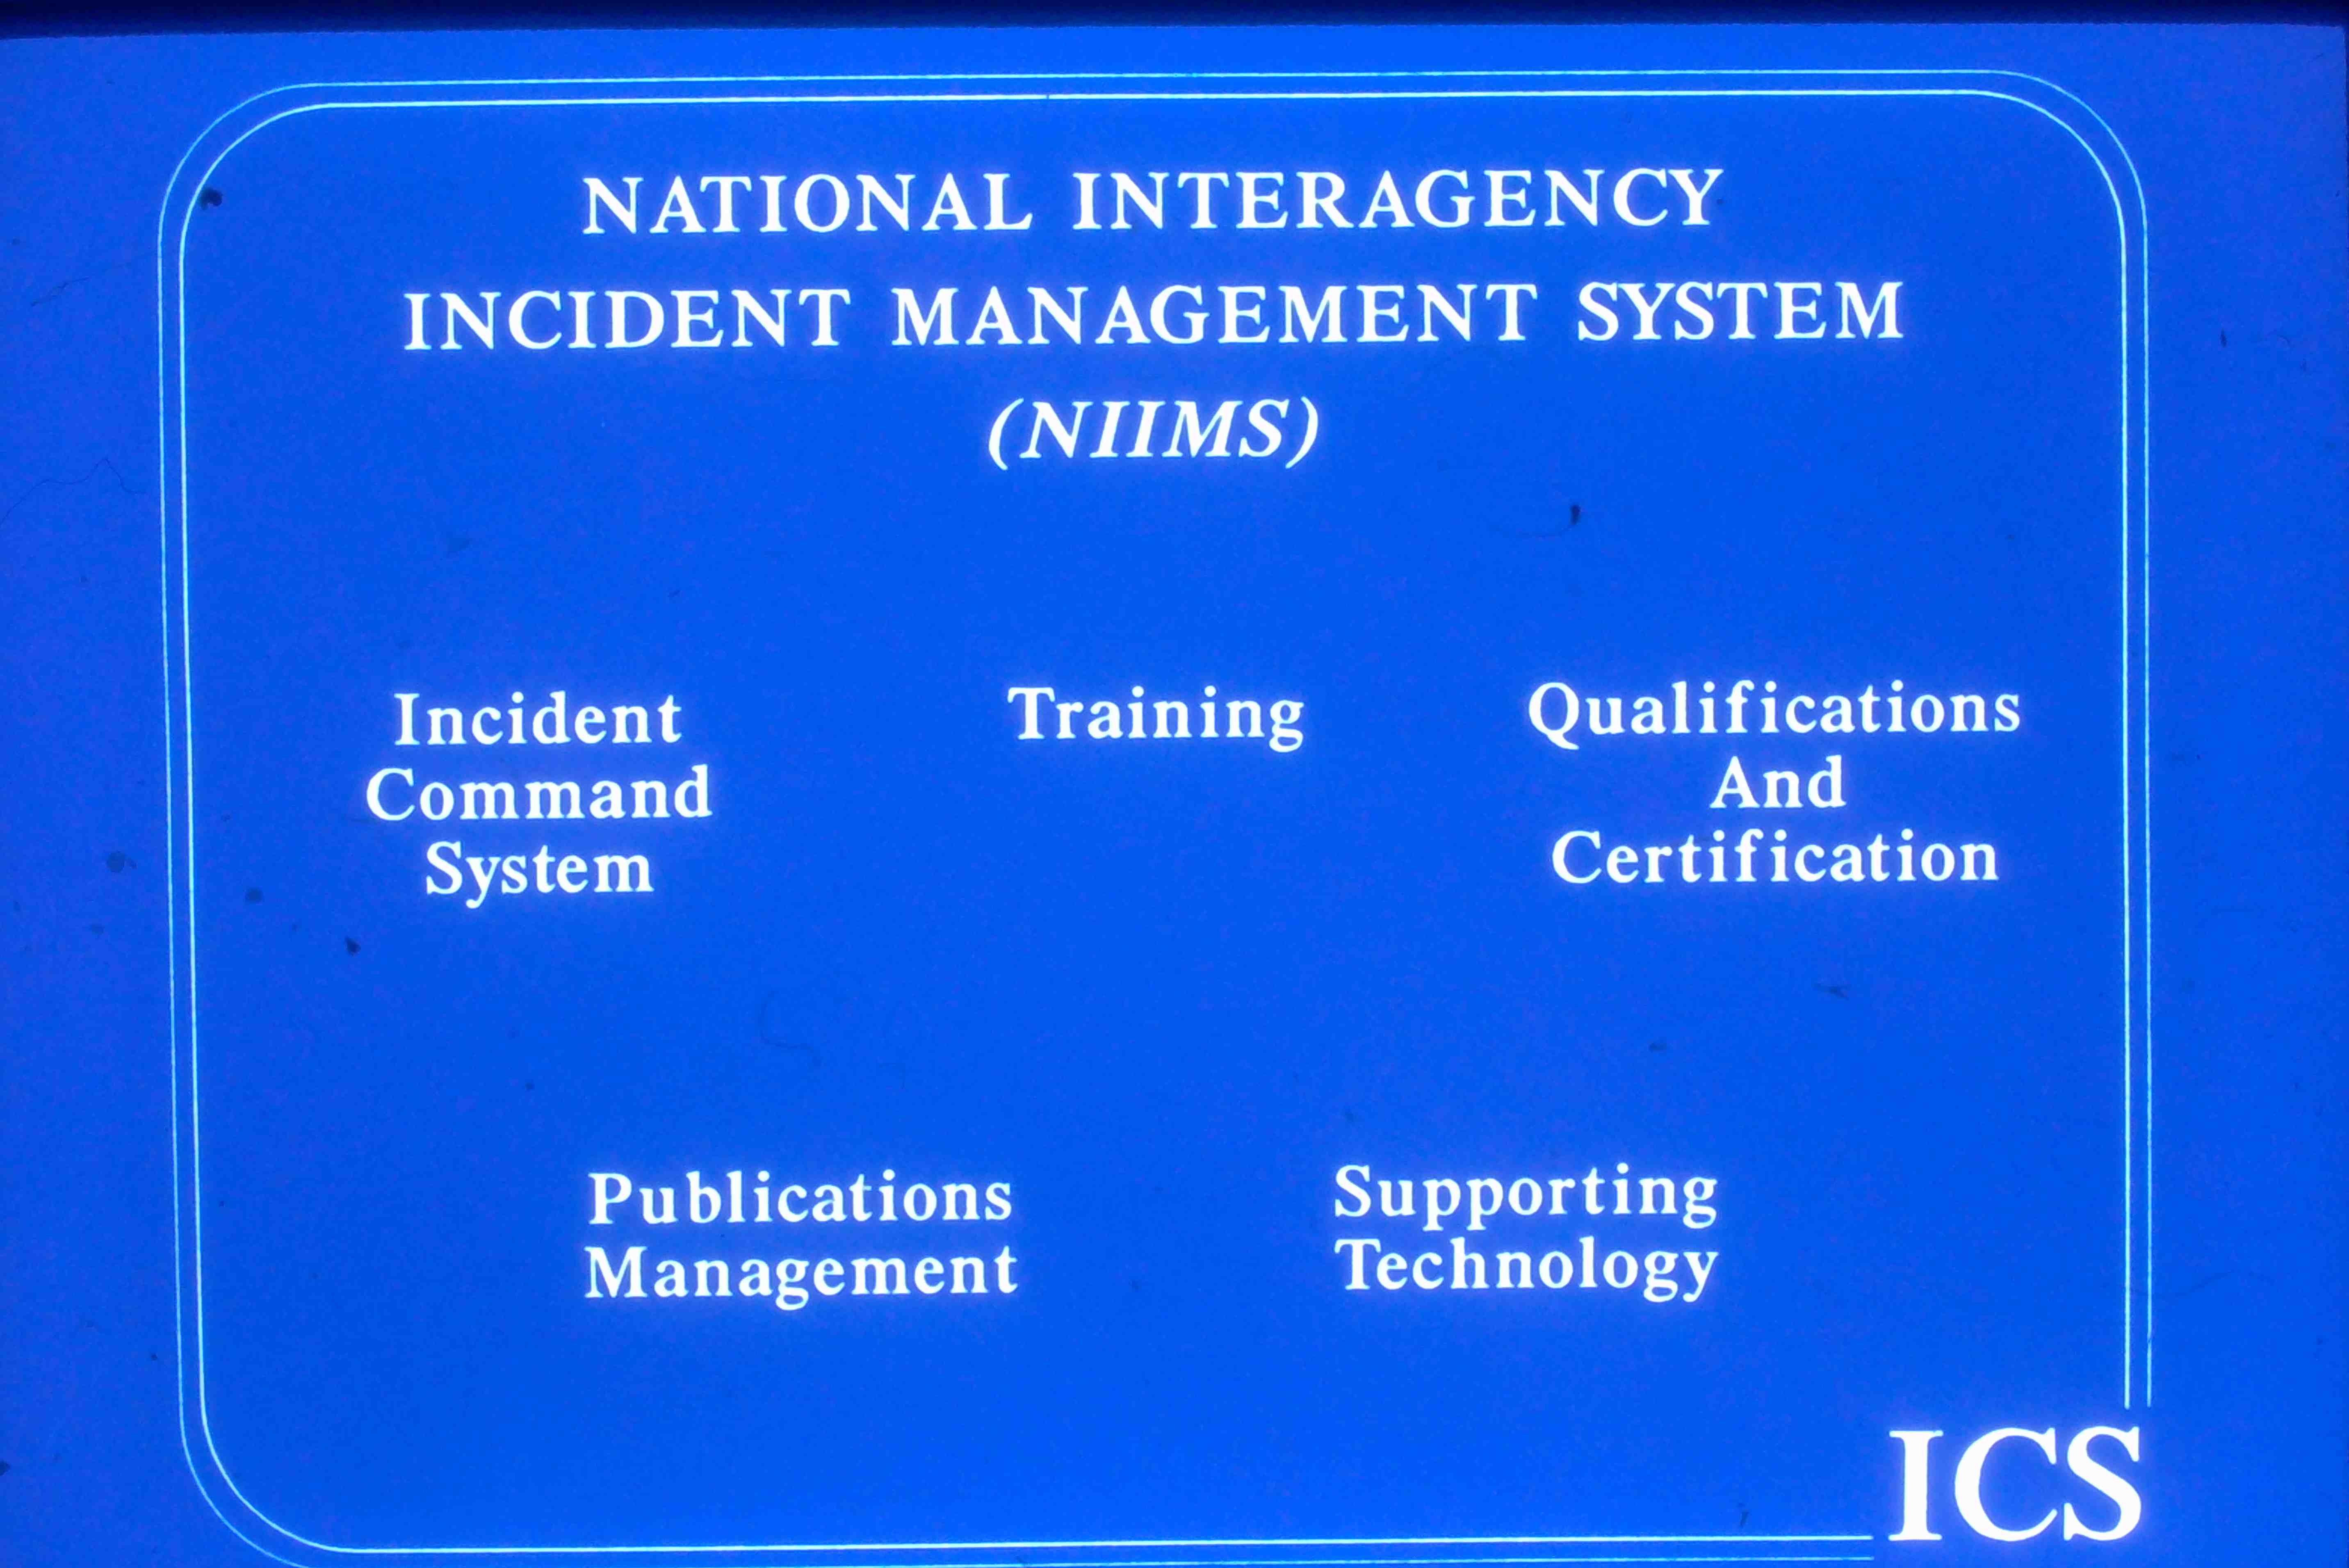 NATIONAL INTERAGENCY
INCIDENT MANAGEMENT SYSTEM
(NIIMS)
Incident
Command
System
Training
Qualifications
And
Certification
Publications
Management
Supporting
Technology
ICS